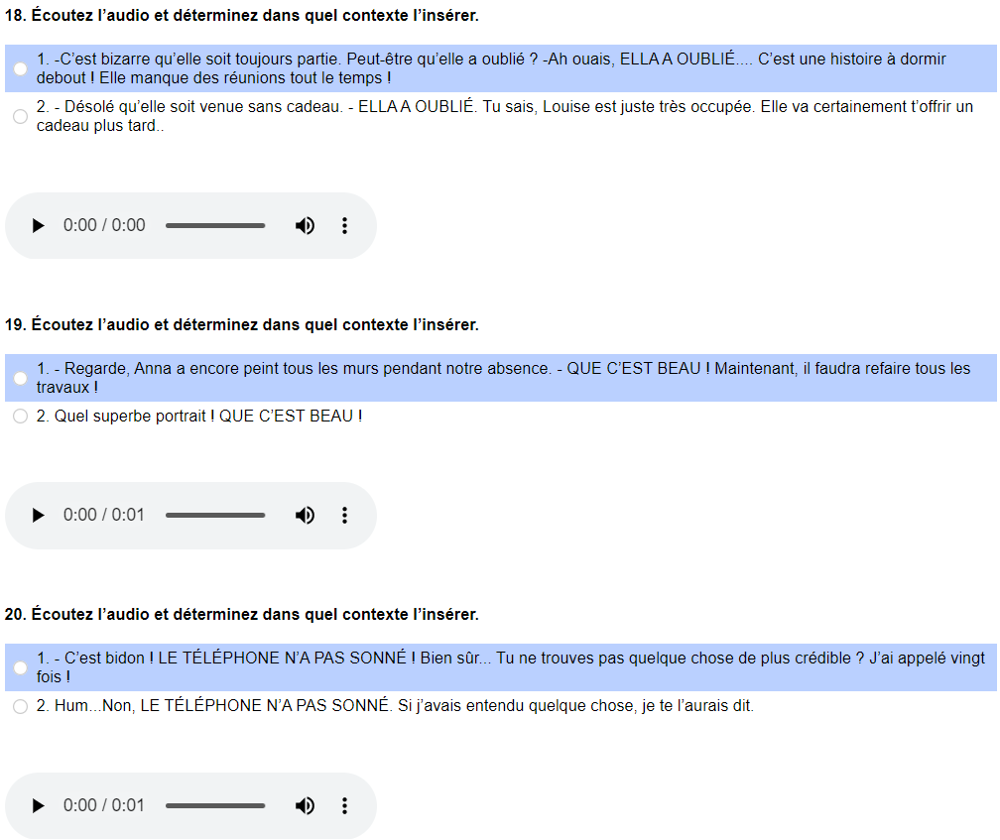 18. Écoutez l’audio et déterminez dans quel contexte l’insérer.
1. -C’est bizarre qu’elle soit toujours partie. Peut-être qu’elle a oublié ? -Ah ouais, ELLA A OUBLIÉ.... C’est une histoire à dormir
debout ! Elle manque des réunions tout le temps !
2. - Désolé qu’elle soit venue sans cadeau. - ELLA A OUBLIÉ. Tu sais, Louise est juste très occupée. Elle va certainement t’offrir un
cadeau plus tard..
0:00 / 0:00
19. Écoutez l’audio et déterminez dans quel contexte l’insérer.
1. - Regarde, Anna a encore peint tous les murs pendant notre absence. - QUE C’EST BEAU ! Maintenant, il faudra refaire tous les
travaux !
2. Quel superbe portrait ! QUE C’EST BEAU !
0:00 / 0:01
20. Écoutez l’audio et déterminez dans quel contexte l’insérer.
1. - C’est bidon ! LE TÉLÉPHONE N’A PAS SONNÉ ! Bien sûr... Tu ne trouves pas quelque chose de plus crédible ? J’ai appelé vingt
fois !
2. Hum...Non, LE TÉLÉPHONE N’A PAS SONNÉ. Si j’avais entendu quelque chose, je te l’aurais dit.
0:00 / 0:01